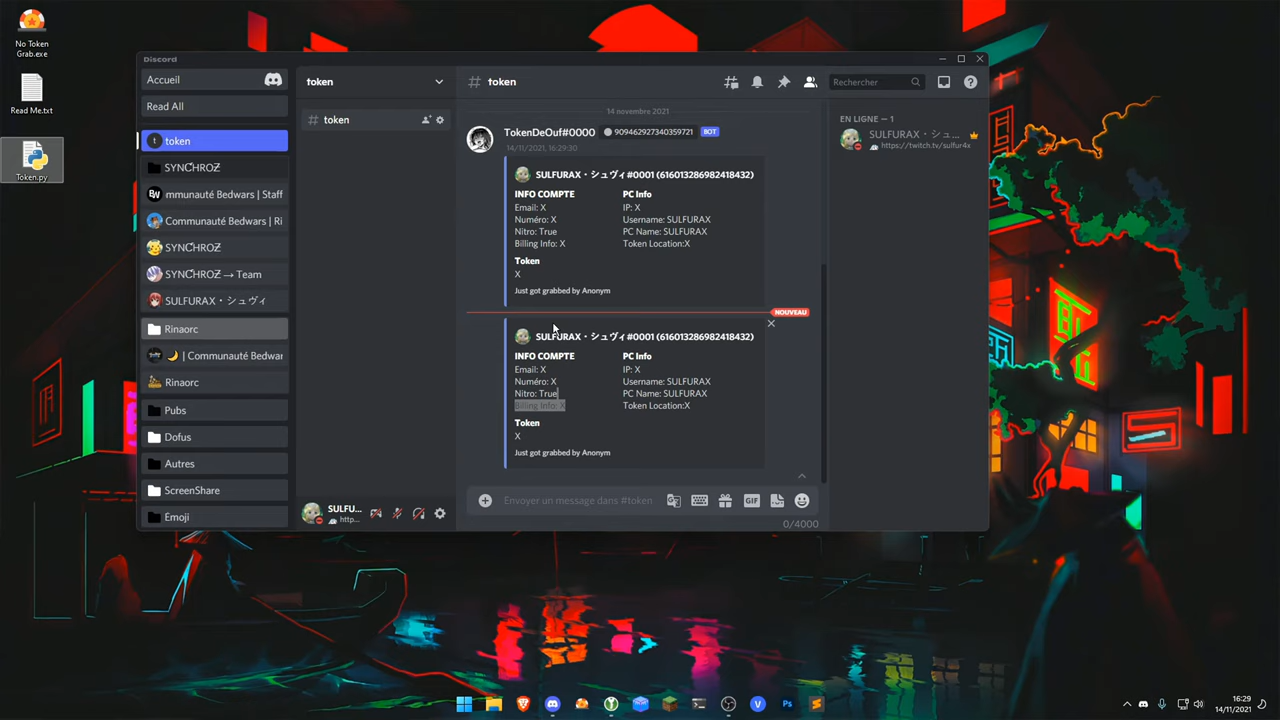 No Token
Grab.exe
Read Me.txt
Token.py
Discord
Accueil
Read All
token
SYNCHROZ
mmunauté Bedwars | Staff
Communauté Bedwars | Ri
SYNCHROZ
SYNCHROZ → Team
SULFURAX・シュヴィ
Rinaorc
🌙 | Communauté Bedwar
Rinaorc
Pubs
Dofus
Autres
ScreenShare
Emoji
token
# token
SULFU...
http...
# token
Rechercher
14 novembre 2021
TokenDeOuf#0000 909462927340359721 BOT
14/11/2021, 16:29:30
SULFURAX・シュヴィ#0001 (616013286982418432)
INFO COMPTE PC Info
Email: X IP: X
Numéro: X Username: SULFURAX
Nitro: True PC Name: SULFURAX
Billing Info: X Token Location:X
Token
X
Just got grabbed by Anonym
NOUVEAU
SULFURAX・シュヴィ#0001 (616013286982418432)
INFO COMPTE PC Info
Email: X IP: X
Numéro: X Username: SULFURAX
Nitro: True PC Name: SULFURAX
Billing Info: X Token Location:X
Token
X
Just got grabbed by Anonym
Envoyer un message dans #token
GIF
0/4000
EN LIGNE — 1
SULFURAX・シュ...
https://twitch.tv/sulfur4x
16:29
14/11/2021